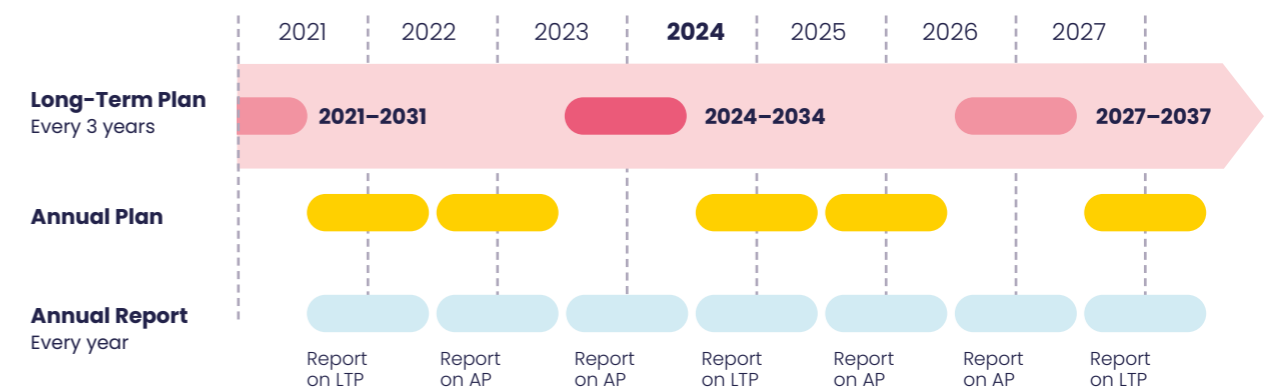 2021 2022 2023 2024 2025 2026 2027
Long-Term Plan
Every 3 years
2021–2031 2024–2034 2027–2037
Annual Plan
Annual Report
Every year
Report Report Report Report Report Report Report
on LTP on AP on AP on LTP on AP on AP on LTP